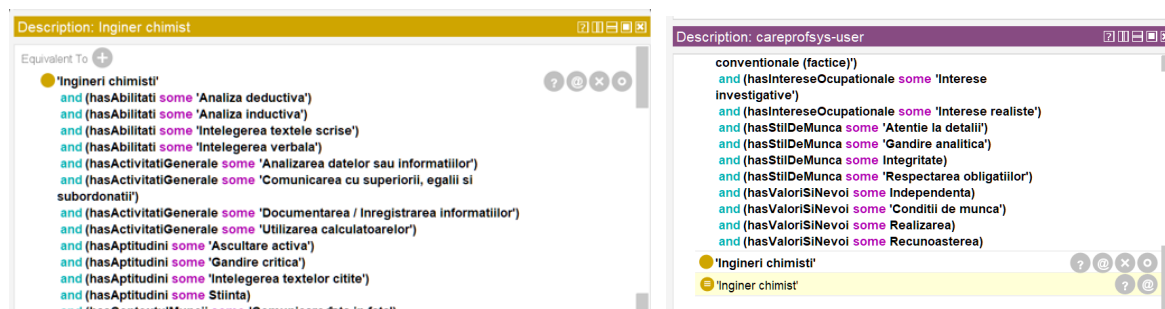 Description: Inginer chimist
Equivalent To
'Ingineri chimisti'
and (hasAbilitati some 'Analiza deductiva')
and (hasAbilitati some 'Analiza inductiva')
and (hasAbilitati some 'Intelegerea textele scrise')
and (hasAbilitati some 'Intelegerea verbala')
and (hasActivitatiGenerale some 'Analizarea datelor sau informatiilor')
and (hasActivitatiGenerale some 'Comunicarea cu superiorii, egalii si
subordonatii')
and (hasActivitatiGenerale some 'Documentarea / Inregistrarea informatiilor')
and (hasActivitatiGenerale some 'Utilizarea calculatoarelor')
and (hasAptitudini some 'Ascultare activa')
and (hasAptitudini some 'Gandire critica')
and (hasAptitudini some 'Intelegerea textelor citite')
and (hasAptitudini some Stiinta)
Description: careprofsys-user
conventionale (factice)')
and (hasIntereseOcupationale some 'Interese
investigative')
and (hasIntereseOcupationale some 'Interese realiste')
and (hasStilDeMunca some 'Atentie la detalii')
and (hasStilDeMunca some 'Gandire analitica')
and (hasStilDeMunca some Integritate)
and (hasStilDeMunca some 'Respectarea obligatiilor')
and (hasValoriSiNevoi some Independenta)
and (hasValoriSiNevoi some 'Conditii de munca')
and (hasValoriSiNevoi some Realizarea)
and (hasValoriSiNevoi some Recunoasterea)
'Ingineri chimisti'
'Inginer chimist'